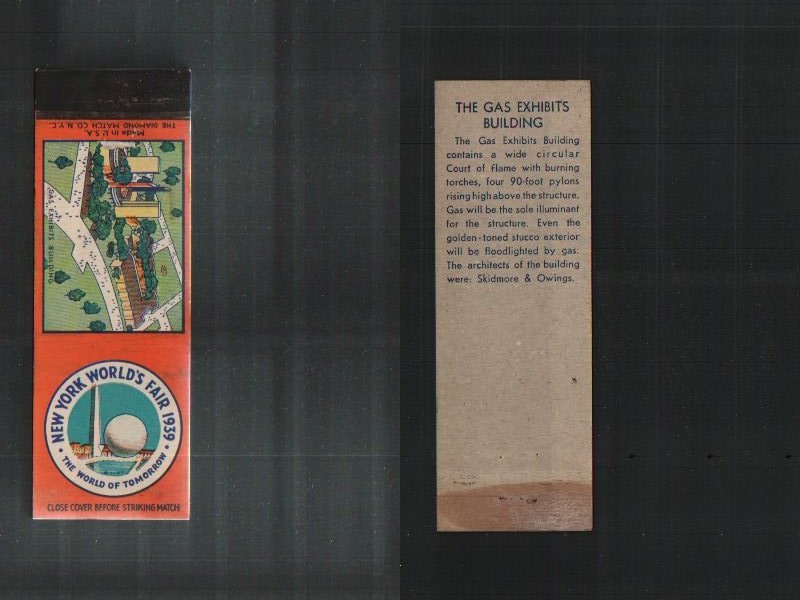 Made in U.S.A.
THE DIAMOND MATCH CO. N.Y.C.
GAS EXHIBITS BUILDING
NEW YORK WORLD'S FAIR 1939
THE WORLD OF TOMORROW
CLOSE COVER BEFORE STRIKING MATCH
THE GAS EXHIBITS
BUILDING
The Gas Exhibits Building
contains a wide circular
Court of flame with burning
torches, four 90-foot pylons
rising high above the structure.
Gas will be the sole illuminant
for the structure. Even the
golden-toned stucco exterior
will be floodlighted by gas.
The architects of the building
were: Skidmore & Owings.